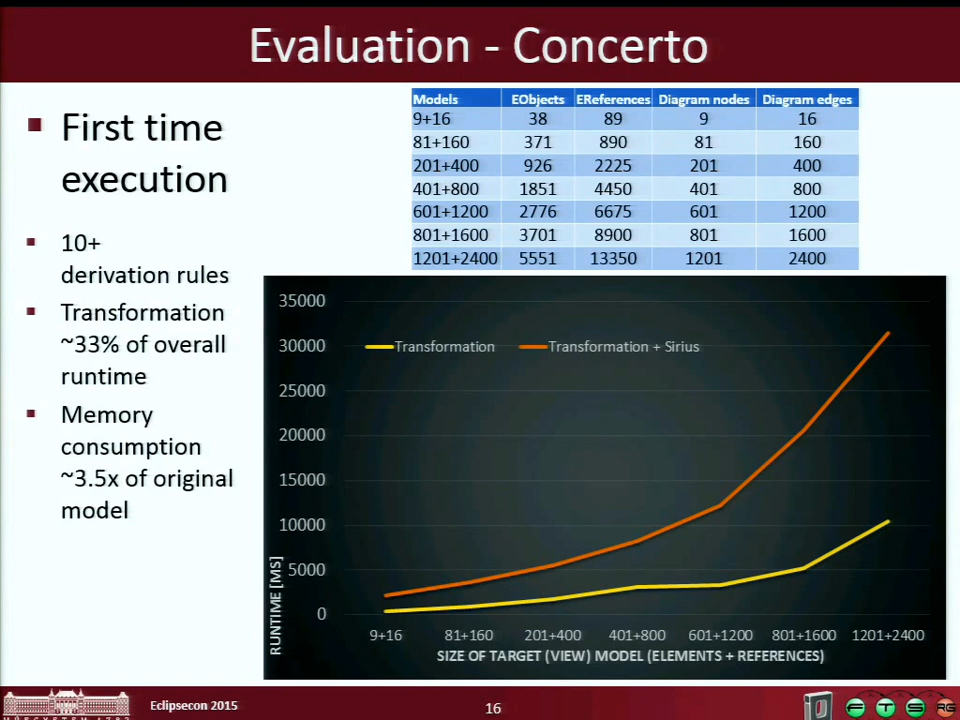 Evaluation - Concerto
First time
execution
10+
derivation rules
Transformation
~33% of overall
runtime
Memory
consumption
~3.5x of original
model
Models EObjects EReferences Diagram nodes Diagram edges
9+16 38 89 9 16
81+160 371 890 81 160
201+400 926 2225 201 400
401+800 1851 4450 401 800
601+1200 2776 6675 601 1200
801+1600 3701 8900 801 1600
1201+2400 5551 13350 1201 2400
35000
30000
25000
20000
15000
10000
5000
0
Transformation Transformation + Sirius
RUNTIME [MS]
9+16 81+160 201+400 401+800 601+1200 801+1600 1201+2400
SIZE OF TARGET (VIEW) MODEL (ELEMENTS + REFERENCES)
MŰEGYETEM 1782
Eclipsecon 2015
16
F T S RG